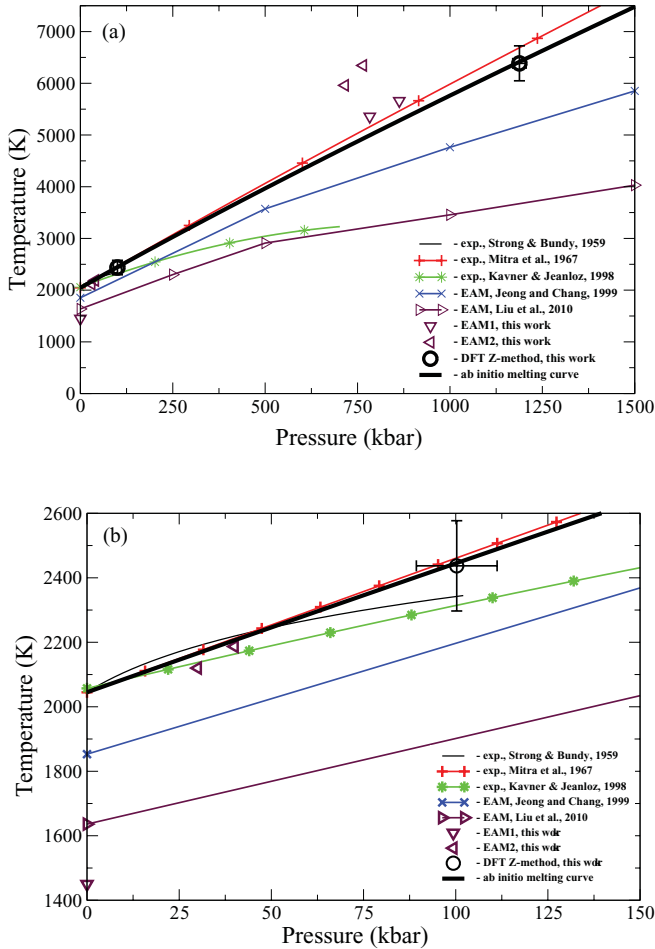 (a)
7000
6000
5000
4000
3000
2000
1000
0
Temperature (K)
- exp., Strong & Bundy, 1959
- exp., Mitra et al., 1967
- exp., Kavner & Jeanloz, 1998
- EAM, Jeong and Chang, 1999
- EAM, Liu et al., 2010
- EAM1, this work
- EAM2, this work
- DFT Z-method, this work
- ab initio melting curve
0 250 500 750 1000 1250 1500
Pressure (kbar)
(b)
2600
2400
2200
2000
1800
1600
1400
Temperature (K)
- exp., Strong & Bundy, 1959
- exp., Mitra et al., 1967
- exp., Kavner & Jeanloz, 1998
- EAM, Jeong and Chang, 1999
- EAM, Liu et al., 2010
- EAM1, this work
- EAM2, this work
- DFT Z-method, this work
- ab initio melting curve
0 25 50 75 100 125 150
Pressure (kbar)